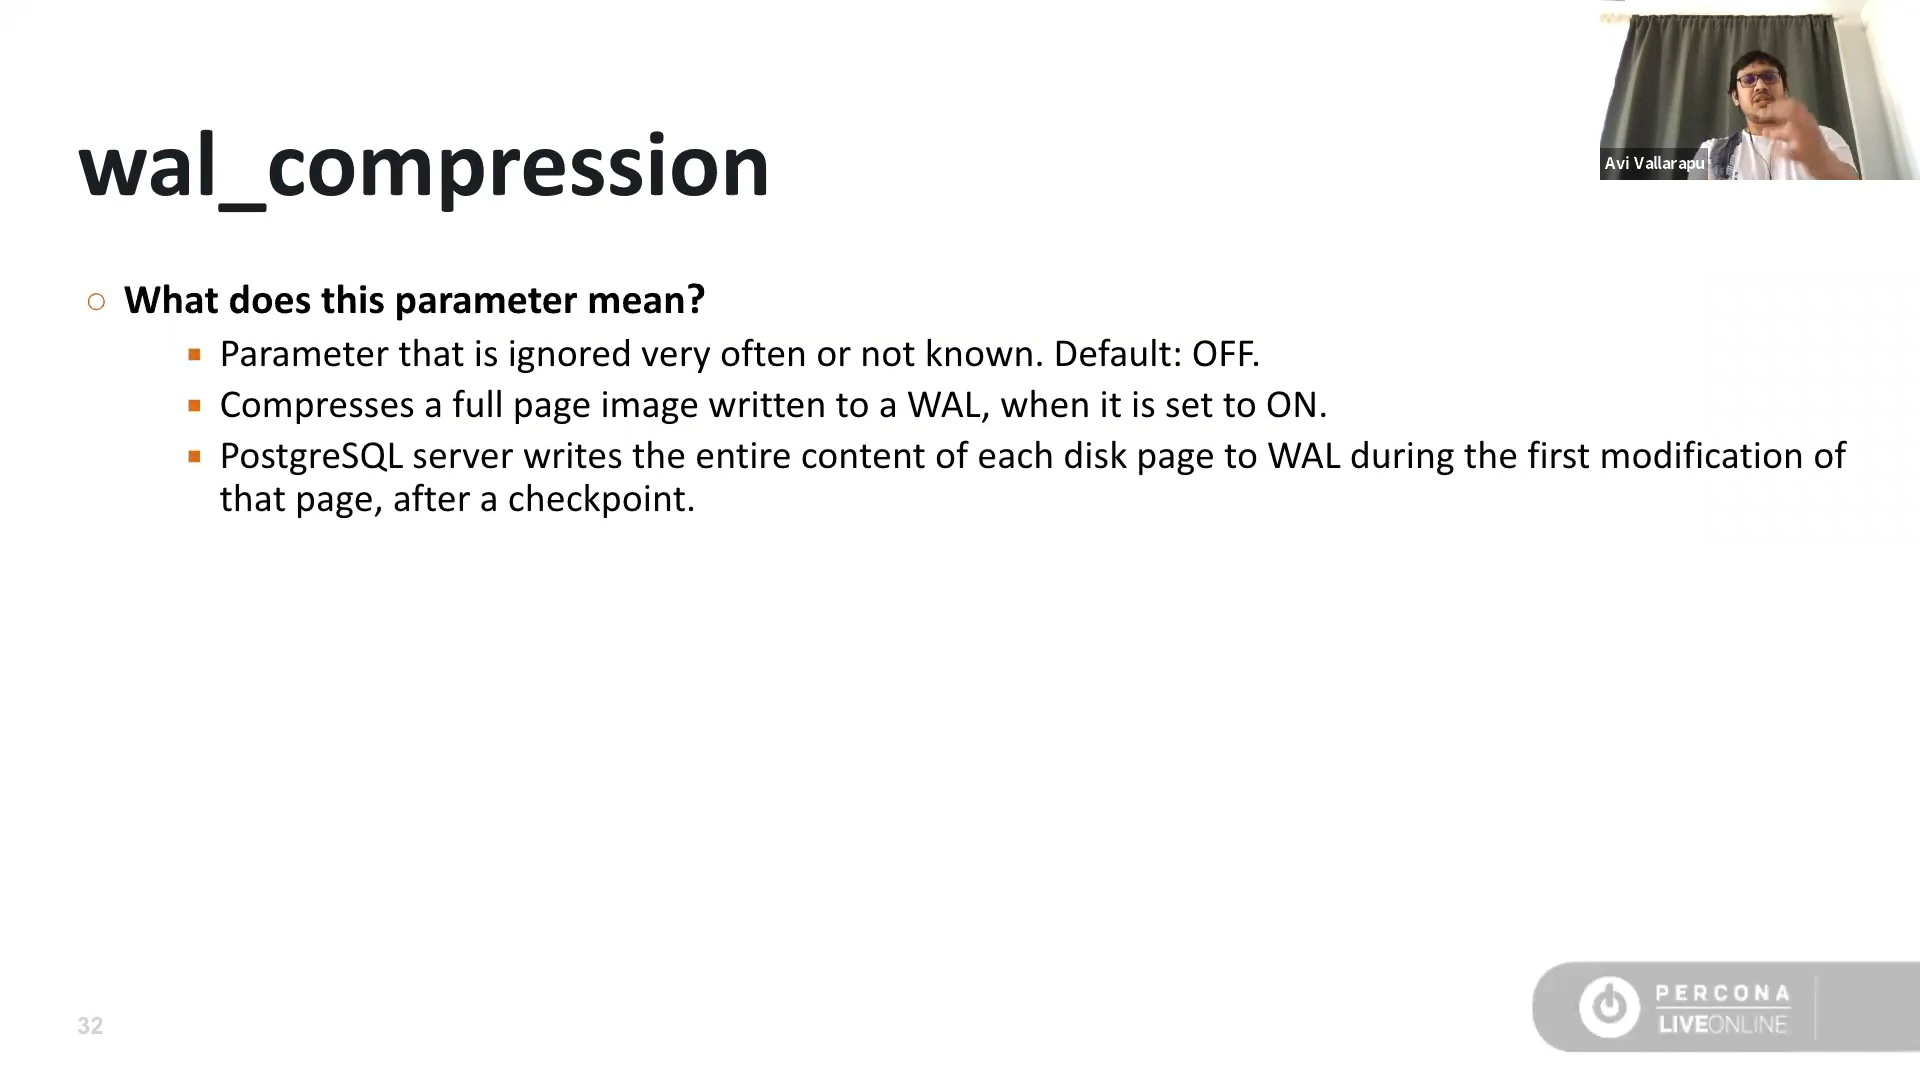 wal_compression
Avi Vallarapu
○ What does this parameter mean?
▪ Parameter that is ignored very often or not known. Default: OFF.
▪ Compresses a full page image written to a WAL, when it is set to ON.
▪ PostgreSQL server writes the entire content of each disk page to WAL during the first modification of
that page, after a checkpoint.
32
PERCONA
LIVEONLINE